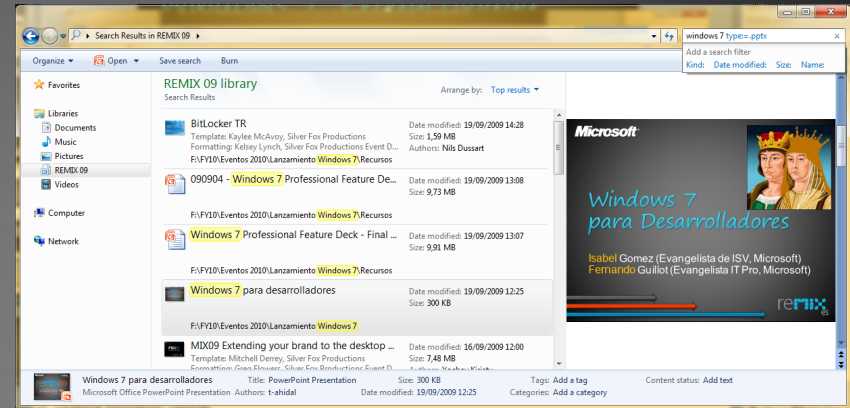 Search Results in REMIX 09
windows 7 type:=.pptx
Add a search filter
Kind: Date modified: Size: Name:
Organize Open Save search Burn
Favorites
Libraries
Documents
Music
Pictures
REMIX 09
Videos
Computer
Network
REMIX 09 library
Search Results
Arrange by: Top results
BitLocker TR
Template: Kaylee McAvoy, Silver Fox Productions
Formatting: Kelsey Lynch, Silver Fox Productions Event D...
F:\FY10\Eventos 2010\Lanzamiento Windows 7\Recursos
Date modified: 19/09/2009 14:28
Size: 1,59 MB
Authors: Nils Dussart
090904 - Windows 7 Professional Feature De...
F:\FY10\Eventos 2010\Lanzamiento Windows 7\Recursos
Date modified: 19/09/2009 13:08
Size: 9,73 MB
Windows 7 Professional Feature Deck - Final ...
F:\FY10\Eventos 2010\Lanzamiento Windows 7\Recursos
Date modified: 19/09/2009 13:07
Size: 9,91 MB
Windows 7 para desarrolladores
F:\FY10\Eventos 2010\Lanzamiento Windows 7
Date modified: 19/09/2009 12:25
Size: 300 KB
MIX09 Extending your brand to the desktop ...
Template: Mitchell Derrey, Silver Fox Productions
Formatting: Greg Flowers, Silver Fox Productions Event D...
Date modified: 16/09/2009 12:00
Size: 7,48 MB
Authors:
Microsoft
Windows 7
para Desarrolladores
Isabel Gomez (Evangelista de ISV, Microsoft)
Fernando Guillot (Evangelista IT Pro, Microsoft)
remix
es
remix09
Windows 7 para desarrolladores Title: PowerPoint Presentation Size: 300 KB Tags: Add a tag Content status: Add text
Microsoft Office PowerPoint Presentation Authors: t-ahidal Date modified: 19/09/2009 12:25 Categories: Add a category